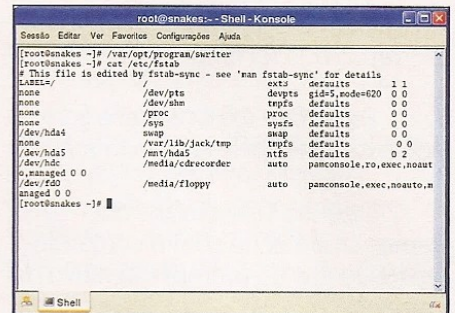 root@snakes:~ - Shell - Konsole
Sessão Editar Ver Favoritos Configurações Ajuda
[root@snakes ~]# /var/opt/program/swriter
[root@snakes ~]# cat /etc/fstab
# This file is edited by fstab-sync - see 'man fstab-sync' for details
LABEL=/ / ext3 defaults 1 1
none /dev/pts devpts gid=5,mode=620 0 0
none /dev/shm tmpfs defaults 0 0
none /proc proc defaults 0 0
none /sys sysfs defaults 0 0
/dev/hda4 swap swap defaults 0 0
none /var/lib/jack/tmp tmpfs defaults 0 0
/dev/hda5 /mnt/hda5 ntfs defaults 0 2
/dev/hdc /media/cdrecorder auto pamconsole,ro,exec,noaut
o,managed 0 0
/dev/fd0 /media/floppy auto pamconsole,exec,noauto,m
anaged 0 0
[root@snakes ~]#
Shell